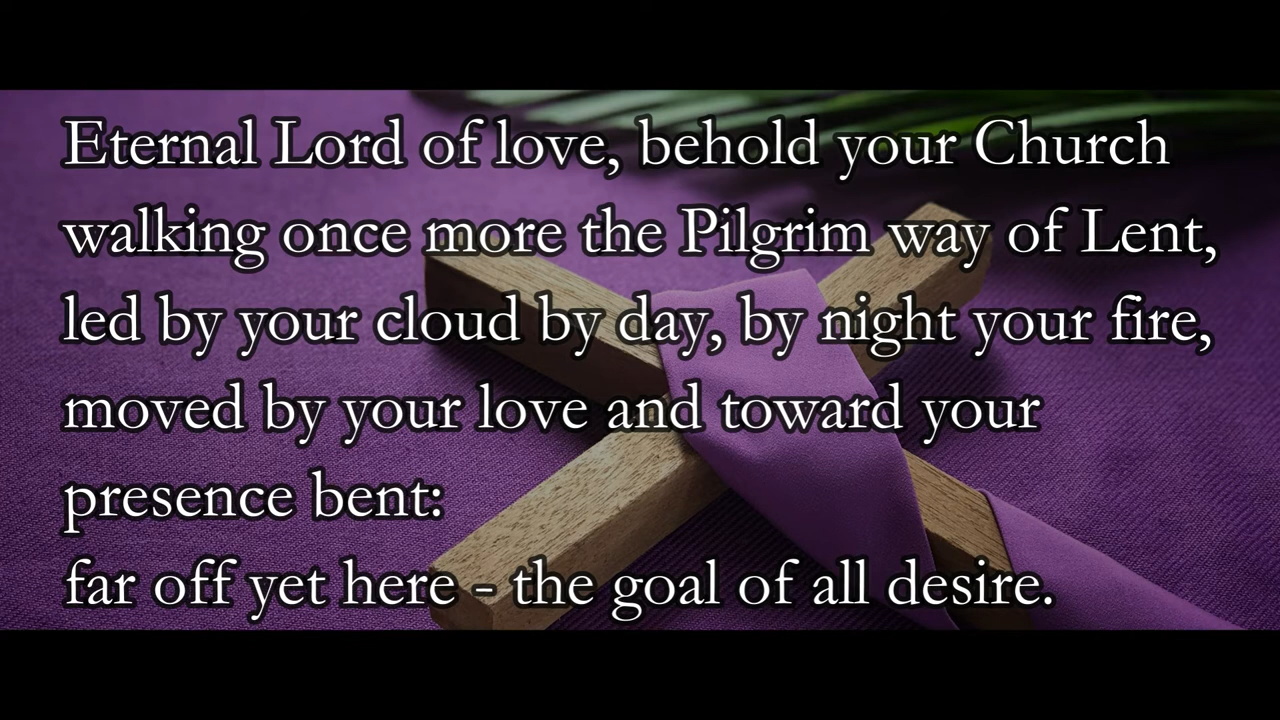 Eternal Lord of love, behold your Church
walking once more the Pilgrim way of Lent,
led by your cloud by day, by night your fire,
moved by your love and toward your
presence bent:
far off yet here - the goal of all desire.